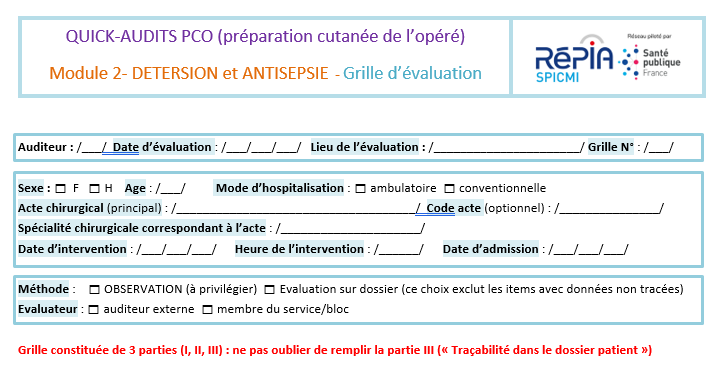 QUICK-AUDITS PCO (préparation cutanée de l’opéré)
Module 2- DETERSION et ANTISEPSIE - Grille d’évaluation
Réseau piloté par
RéPIA
SPICMI
Santé
publique
France
Auditeur : /___/ Date d’évaluation : /___/___/___/ Lieu de l’évaluation : /______________________/ Grille N° : /___/
Sexe : ☐ F ☐ H Age : /___/ Mode d’hospitalisation : ☐ ambulatoire ☐ conventionnelle
Acte chirurgical (principal) : /____________________________________/ Code acte (optionnel) : /_______________/
Spécialité chirurgicale correspondant à l’acte : /_____________________/
Date d’intervention : /___/___/___/ Heure de l’intervention : /______/ Date d’admission : /___/___/___/
Méthode : ☐ OBSERVATION (à privilégier) ☐ Evaluation sur dossier (ce choix exclut les items avec données non tracées)
Evaluateur : ☐ auditeur externe ☐ membre du service/bloc
Grille constituée de 3 parties (I, II, III) : ne pas oublier de remplir la partie III (« Traçabilité dans le dossier patient »)